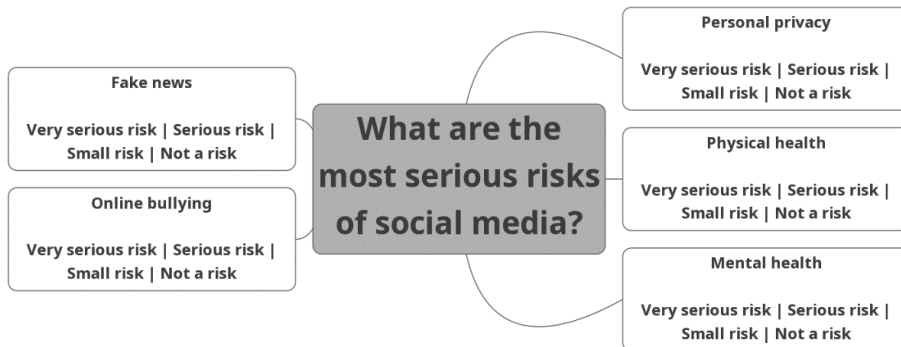 Personal privacy
Very serious risk | Serious risk |
Small risk | Not a risk
Fake news
Very serious risk | Serious risk |
Small risk | Not a risk
What are the
most serious risks
of social media?
Physical health
Very serious risk | Serious risk |
Small risk | Not a risk
Online bullying
Very serious risk | Serious risk |
Small risk | Not a risk
Mental health
Very serious risk | Serious risk |
Small risk | Not a risk